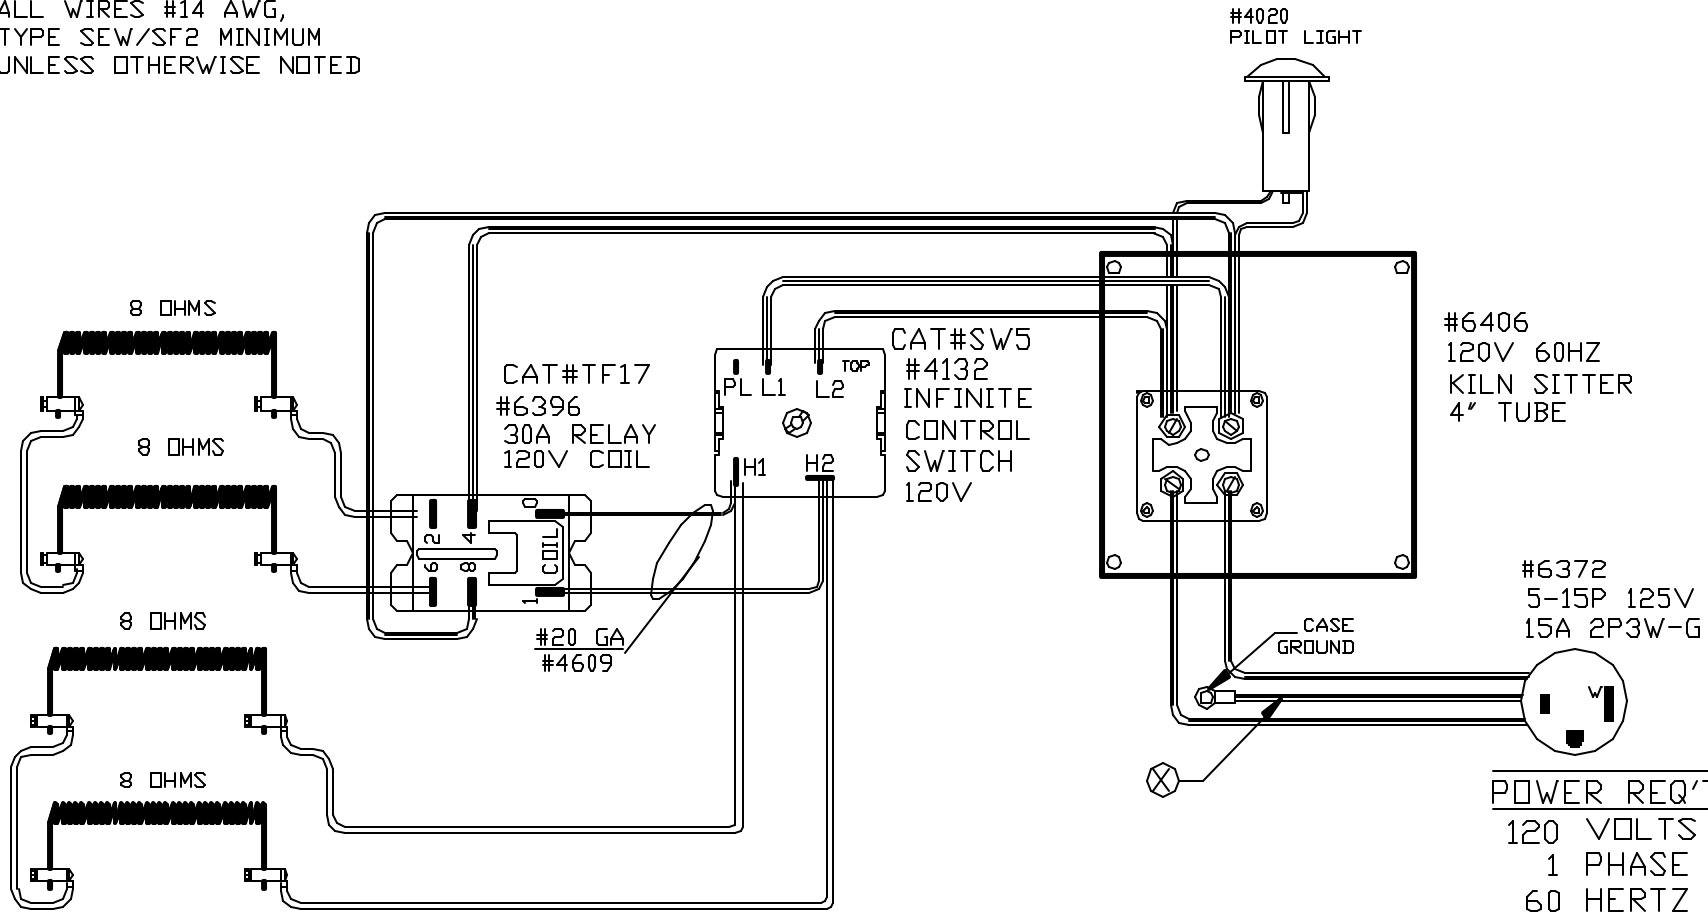 ALL WIRES #14 AWG,
TYPE SEW/SF2 MINIMUM
UNLESS OTHERWISE NOTED
#4020
PILOT LIGHT
8 OHMS
8 OHMS
8 OHMS
8 OHMS
CAT#TF17
#6396
30A RELAY
120V COIL
2
4
6
8
0
1
COIL
#20 GA
#4609
PL L1
L2
TOP
H1
H2
CAT#SW5
#4132
INFINITE
CONTROL
SWITCH
120V
#6406
120V 60HZ
KILN SITTER
4" TUBE
CASE
GROUND
#6372
5-15P 125V
15A 2P3W-G
W
X
POWER REQ'T
120 VOLTS
1 PHASE
60 HERTZ